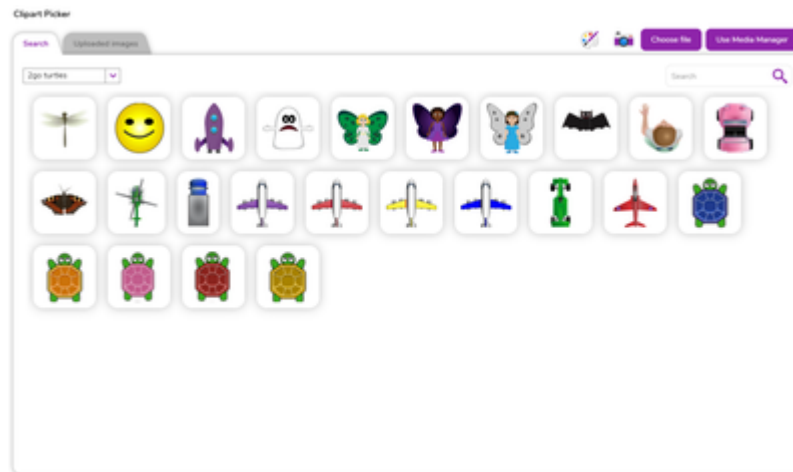 Clipart Picker
Search
Uploaded images
Choose file
Use Media Manager
2go turtles
Search